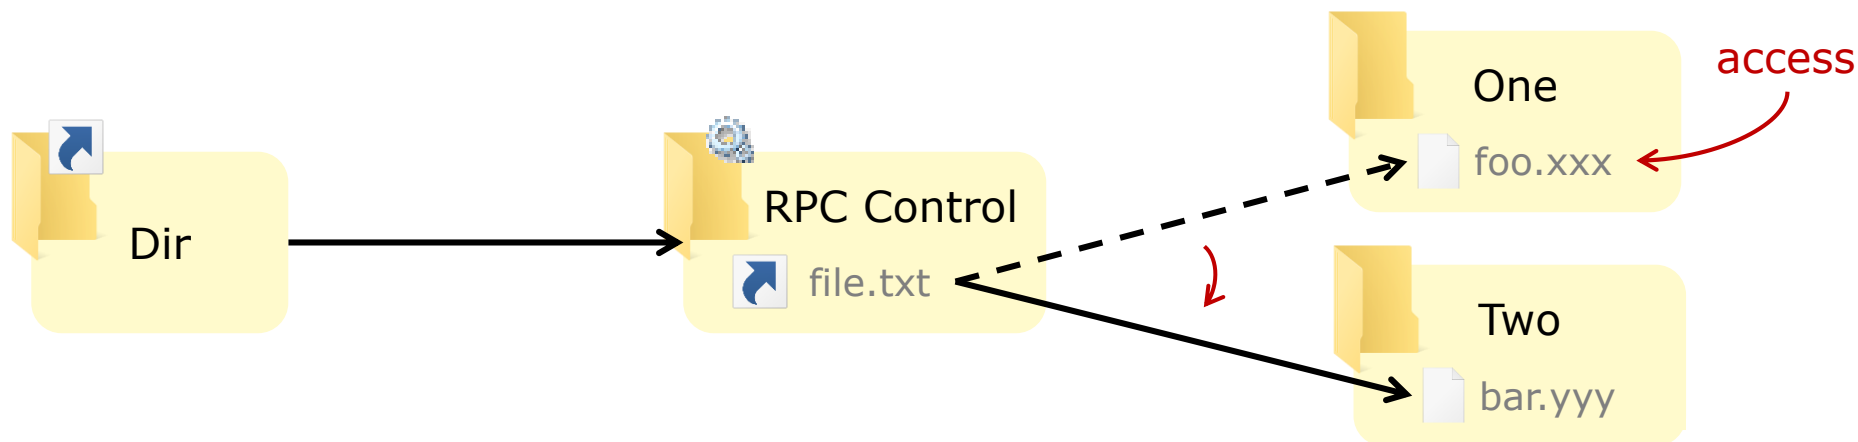 Dir
RPC Control
file.txt
One
foo.xxx
access
Two
bar.yyy